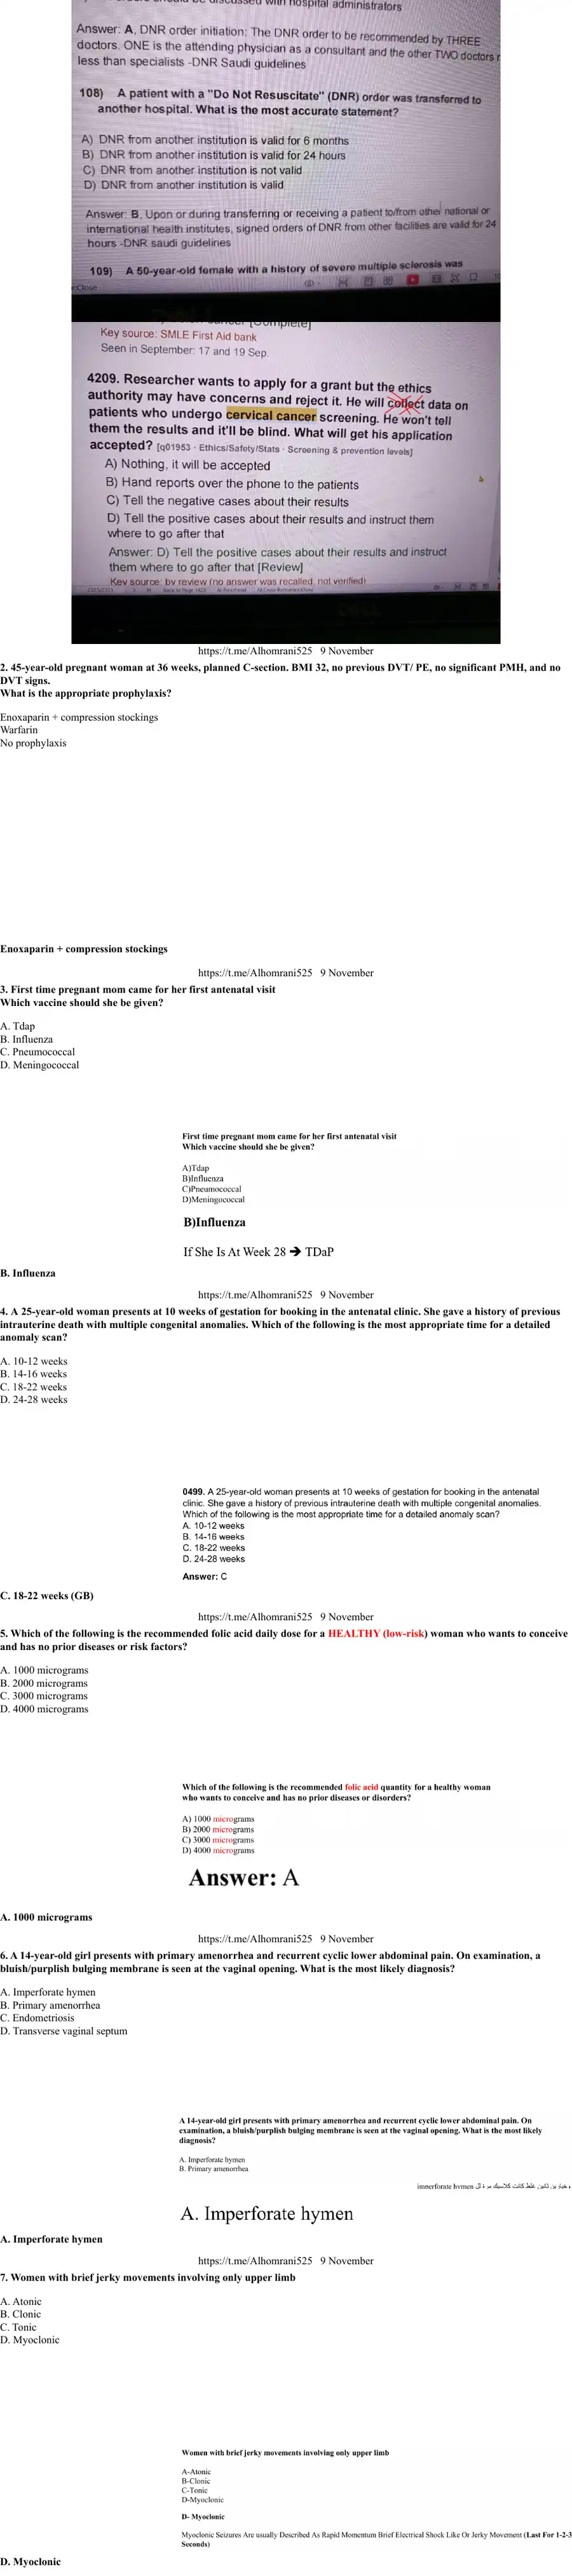 should be discussed with hospital administrators
Answer: A, DNR order initiation: The DNR order to be recommended by THREE
doctors. ONE is the attending physician as a consultant and the other TWO doctors
less than specialists -DNR Saudi guidelines
108) A patient with a "Do Not Resuscitate" (DNR) order was transferred to
another hospital. What is the most accurate statement?
A) DNR from another institution is valid for 6 months
B) DNR from another institution is valid for 24 hours
C) DNR from another institution is not valid
D) DNR from another institution is valid
Answer: B, Upon or during transferring or receiving a patient to/from other national or
international health institutes, signed orders of DNR from other facilities are valid for 24
hours -DNR saudi guidelines
109) A 50-year-old female with a history of severe multiple sclerosis was
Close
cancer [Complete]
Key source: SMLE First Aid bank
Seen in September: 17 and 19 Sep.
4209. Researcher wants to apply for a grant but the ethics
authority may have concerns and reject it. He will collect data on
patients who undergo cervical cancer screening. He won't tell
them the results and it'll be blind. What will get his application
accepted? [q01953 · Ethics/Safety/Stats · Screening & prevention levels]
A) Nothing, it will be accepted
B) Hand reports over the phone to the patients
C) Tell the negative cases about their results
D) Tell the positive cases about their results and instruct them
where to go after that
Answer: D) Tell the positive cases about their results and instruct
them where to go after that [Review]
Key source: by review (no answer was recalled, not verified)
https://t.me/Alhomrani525 9 November
2. 45-year-old pregnant woman at 36 weeks, planned C-section. BMI 32, no previous DVT/ PE, no significant PMH, and no
DVT signs.
What is the appropriate prophylaxis?
Enoxaparin + compression stockings
Warfarin
No prophylaxis
Enoxaparin + compression stockings
https://t.me/Alhomrani525 9 November
3. First time pregnant mom came for her first antenatal visit
Which vaccine should she be given?
A. Tdap
B. Influenza
C. Pneumococcal
D. Meningococcal
First time pregnant mom came for her first antenatal visit
Which vaccine should she be given?
A)Tdap
B)Influenza
C)Pneumococcal
D)Meningococcal
B)Influenza
If She Is At Week 28 ➔ TDaP
B. Influenza
https://t.me/Alhomrani525 9 November
4. A 25-year-old woman presents at 10 weeks of gestation for booking in the antenatal clinic. She gave a history of previous
intrauterine death with multiple congenital anomalies. Which of the following is the most appropriate time for a detailed
anomaly scan?
A. 10-12 weeks
B. 14-16 weeks
C. 18-22 weeks
D. 24-28 weeks
0499. A 25-year-old woman presents at 10 weeks of gestation for booking in the antenatal
clinic. She gave a history of previous intrauterine death with multiple congenital anomalies.
Which of the following is the most appropriate time for a detailed anomaly scan?
A. 10-12 weeks
B. 14-16 weeks
C. 18-22 weeks
D. 24-28 weeks
Answer: C
C. 18-22 weeks (GB)
https://t.me/Alhomrani525 9 November
5. Which of the following is the recommended folic acid daily dose for a HEALTHY (low-risk) woman who wants to conceive
and has no prior diseases or risk factors?
A. 1000 micrograms
B. 2000 micrograms
C. 3000 micrograms
D. 4000 micrograms
Which of the following is the recommended folic acid quantity for a healthy woman
who wants to conceive and has no prior diseases or disorders?
A) 1000 micrograms
B) 2000 micrograms
C) 3000 micrograms
D) 4000 micrograms
Answer: A
A. 1000 micrograms
https://t.me/Alhomrani525 9 November
6. A 14-year-old girl presents with primary amenorrhea and recurrent cyclic lower abdominal pain. On examination, a
bluish/purplish bulging membrane is seen at the vaginal opening. What is the most likely diagnosis?
A. Imperforate hymen
B. Primary amenorrhea
C. Endometriosis
D. Transverse vaginal septum
A 14-year-old girl presents with primary amenorrhea and recurrent cyclic lower abdominal pain. On
examination, a bluish/purplish bulging membrane is seen at the vaginal opening. What is the most likely
diagnosis?
A. Imperforate hymen
B. Primary amenorrhea
و خيارين ثانين غلط كانت كلاسيك مرة لل imperforate hymen
A. Imperforate hymen
A. Imperforate hymen
https://t.me/Alhomrani525 9 November
7. Women with brief jerky movements involving only upper limb
A. Atonic
B. Clonic
C. Tonic
D. Myoclonic
Women with brief jerky movements involving only upper limb
A-Atonic
B-Clonic
C-Tonic
D-Myoclonic
D- Myoclonic
Myoclonic Seizures Are usually Described As Rapid Momentum Brief Electrical Shock Like Or Jerky Movement (Last For 1-2-3
Seconds)
D. Myoclonic